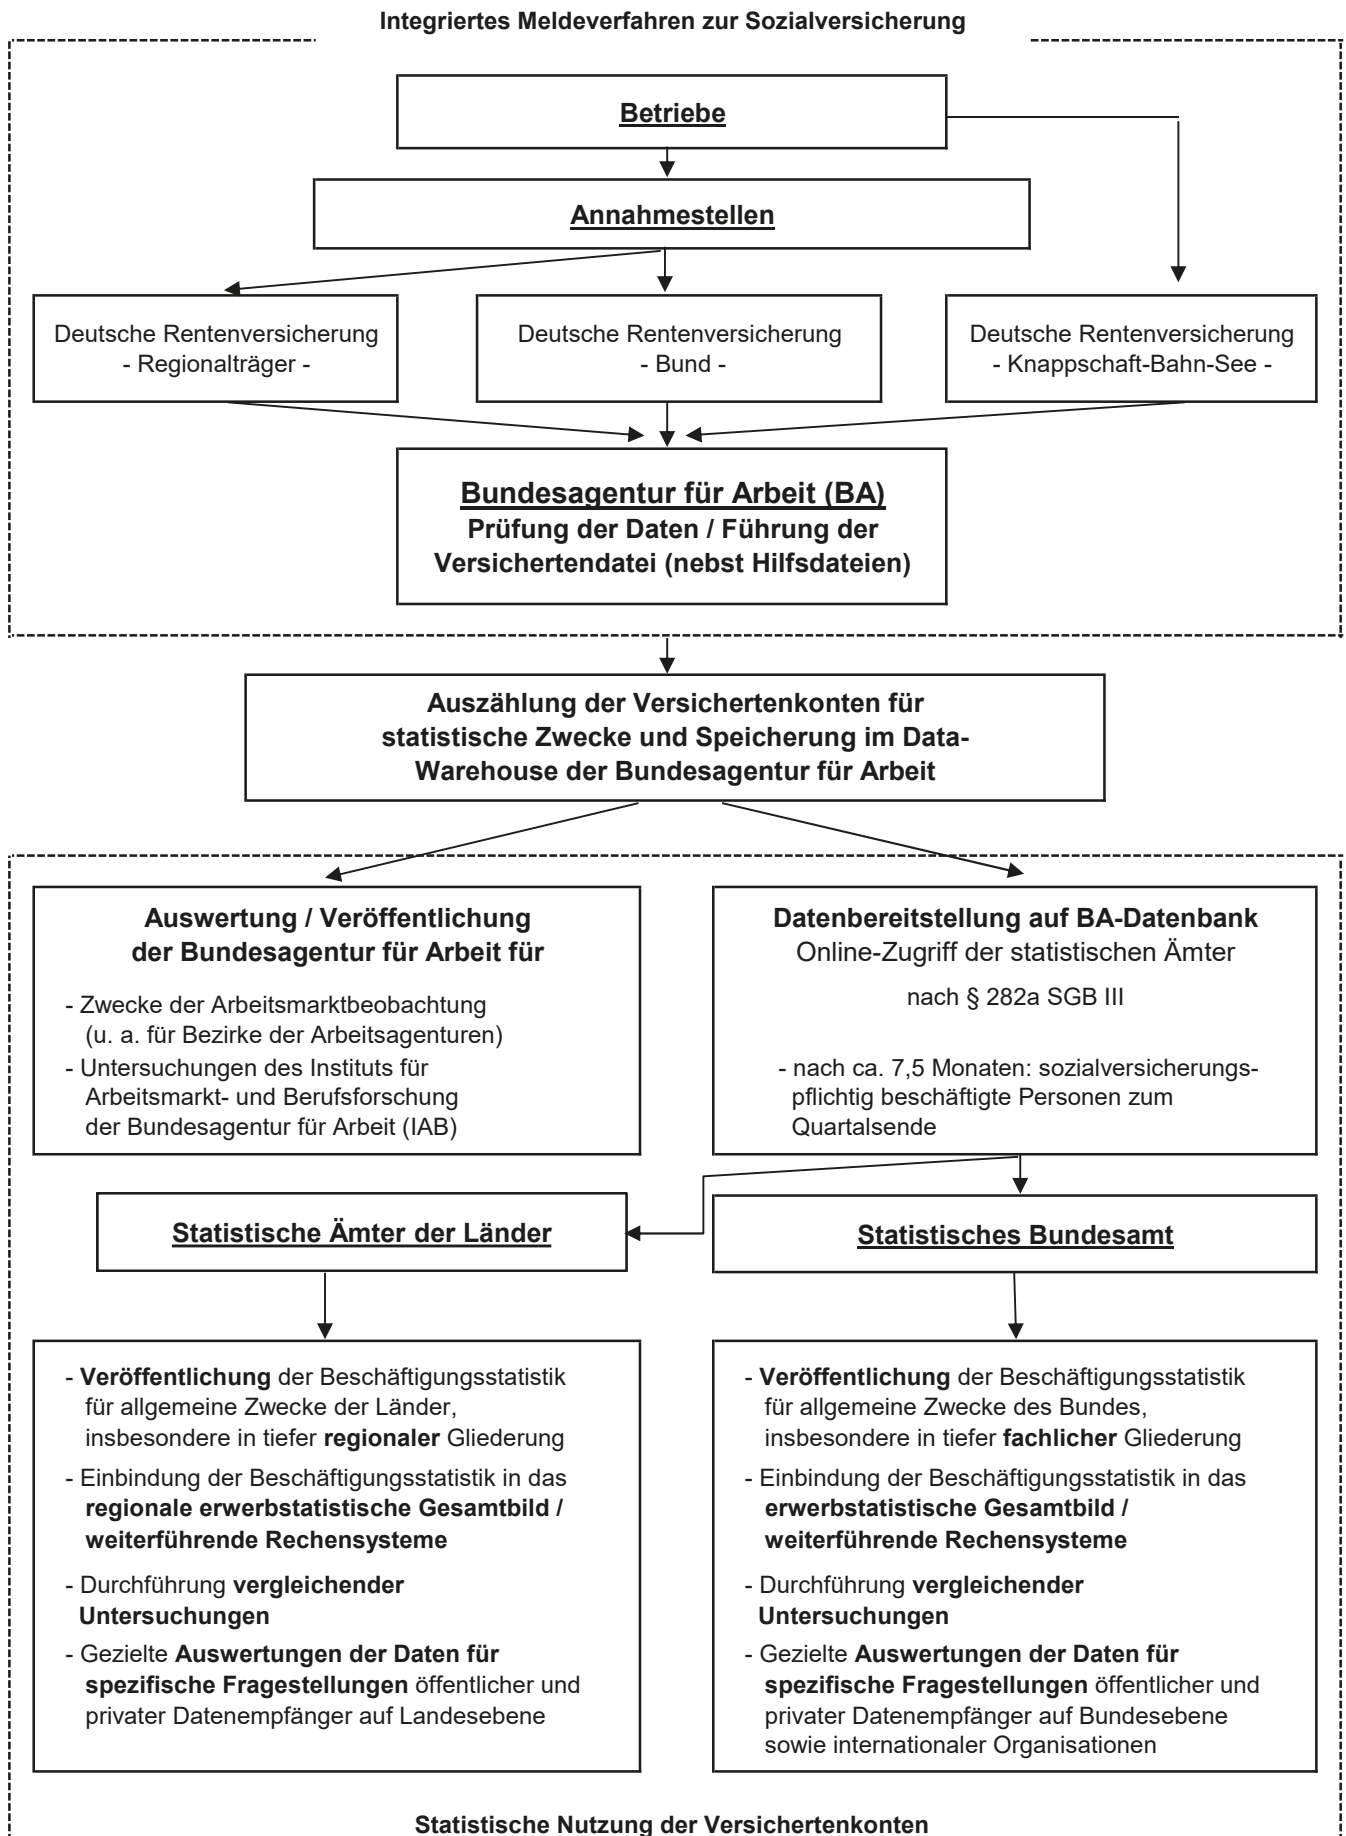 Integriertes Meldeverfahren zur Sozialversicherung
Betriebe
Annahmestellen
Deutsche Rentenversicherung
- Regionalträger -
Deutsche Rentenversicherung
- Bund -
Deutsche Rentenversicherung
- Knappschaft-Bahn-See -
Bundesagentur für Arbeit (BA)
Prüfung der Daten / Führung der
Versichertendatei (nebst Hilfsdateien)
Auszählung der Versichertenkonten für
statistische Zwecke und Speicherung im Data-
Warehouse der Bundesagentur für Arbeit
Auswertung / Veröffentlichung
der Bundesagentur für Arbeit für
- Zwecke der Arbeitsmarktbeobachtung
(u. a. für Bezirke der Arbeitsagenturen)
- Untersuchungen des Instituts für
Arbeitsmarkt- und Berufsforschung
der Bundesagentur für Arbeit (IAB)
Datenbereitstellung auf BA-Datenbank
Online-Zugriff der statistischen Ämter
nach § 282a SGB III
- nach ca. 7,5 Monaten: sozialversicherungs-
pflichtig beschäftigte Personen zum
Quartalsende
Statistische Ämter der Länder
Statistisches Bundesamt
- Veröffentlichung der Beschäftigungsstatistik
für allgemeine Zwecke der Länder,
insbesondere in tiefer regionaler Gliederung
- Einbindung der Beschäftigungsstatistik in das
regionale erwerbstatistische Gesamtbild /
weiterführende Rechensysteme
- Durchführung vergleichender
Untersuchungen
- Gezielte Auswertungen der Daten für
spezifische Fragestellungen öffentlicher und
privater Datenempfänger auf Landesebene
- Veröffentlichung der Beschäftigungsstatistik
für allgemeine Zwecke des Bundes,
insbesondere in tiefer fachlicher Gliederung
- Einbindung der Beschäftigungsstatistik in das
erwerbstatistische Gesamtbild /
weiterführende Rechensysteme
- Durchführung vergleichender
Untersuchungen
- Gezielte Auswertungen der Daten für
spezifische Fragestellungen öffentlicher und
privater Datenempfänger auf Bundesebene
sowie internationaler Organisationen
Statistische Nutzung der Versichertenkonten